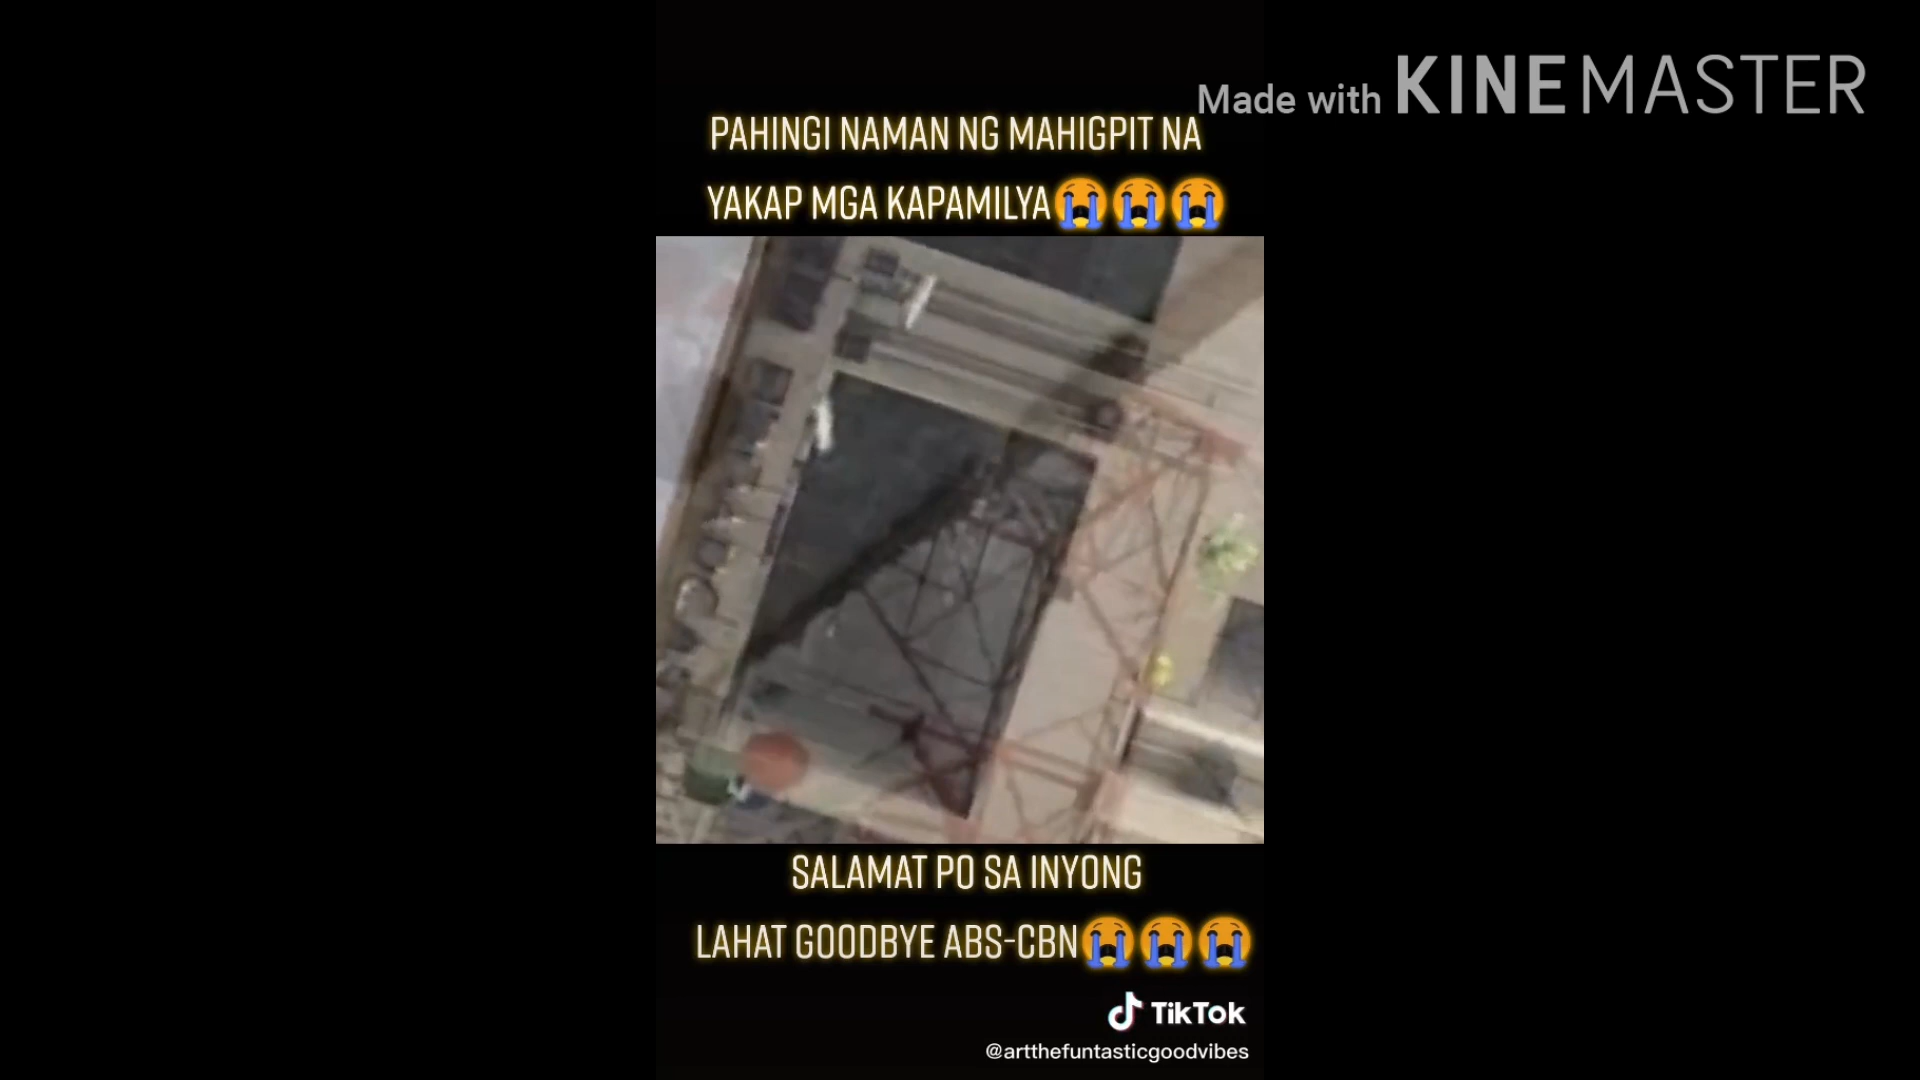 Made with KINEMASTER
PAHINGI NAMAN NG MAHIGPIT NA
YAKAP MGA KAPAMILYA😭😭😭
SALAMAT PO SA INYONG
LAHAT GOODBYE ABS-CBN😭😭😭
TikTok
@artthefuntasticgoodvibes